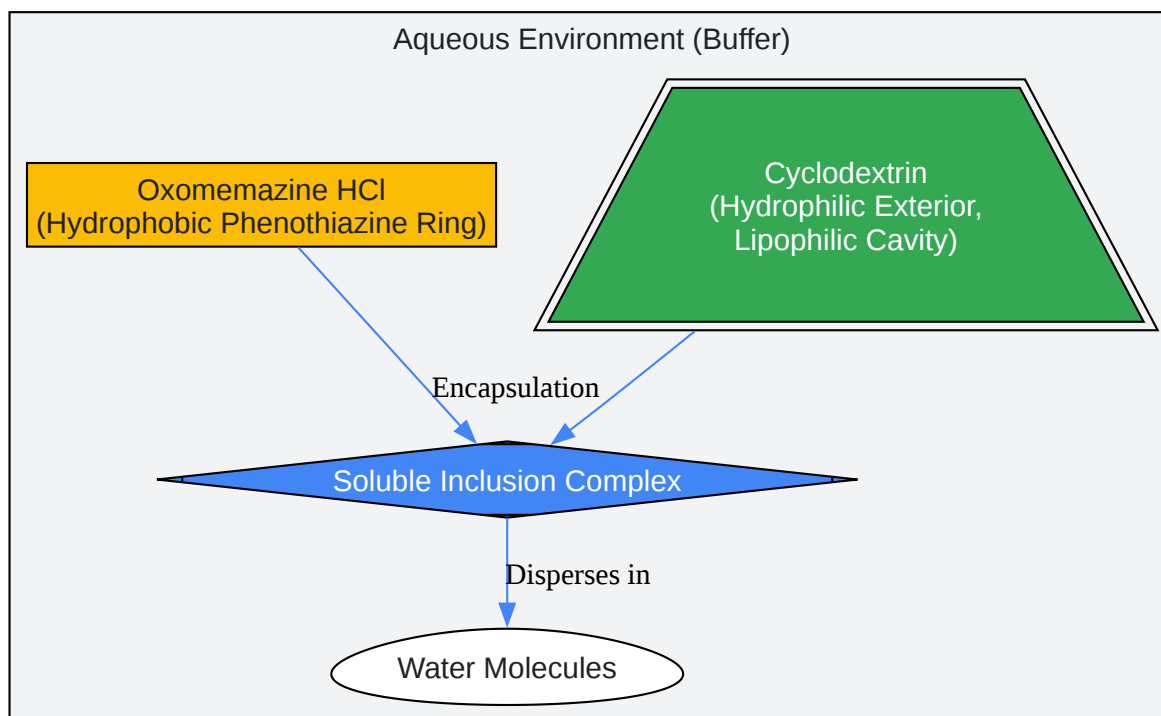 Aqueous Environment (Buffer)
Oxomemazine HCl
(Hydrophobic Phenothiazine Ring)
Cyclodextrin
(Hydrophilic Exterior,
Lipophilic Cavity)
Encapsulation
Soluble Inclusion Complex
Disperses in
Water Molecules